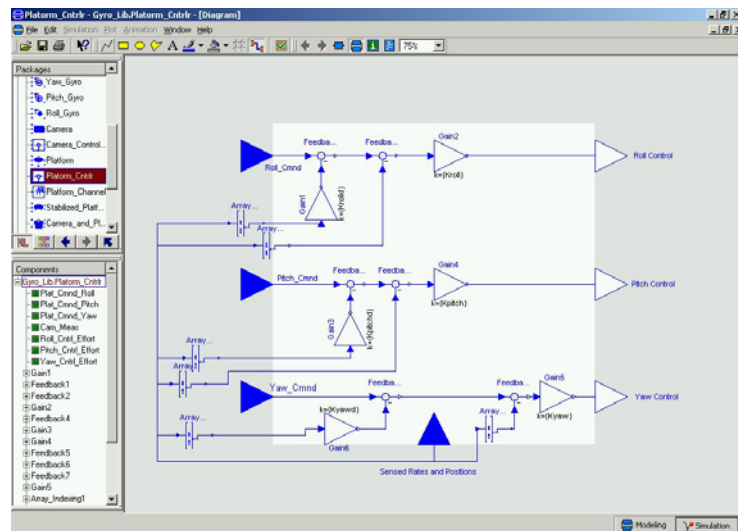 Platorm_Cntrlr - Gyro_Lib.Platorm_Cntrlr - [Diagram]
File Edit Simulation Plot Animation Window Help
75%
Packages
Yaw_Gyro
Pitch_Gyro
Roll_Gyro
Camera
Camera_Control...
Platform
Platorm_Cntrlr
Platform_Channel
Stabilized_Platf...
Camera_and_Pl...
Components
Gyro_Lib.Platorm_Cntrlr
Plat_Cmnd_Roll
Plat_Cmnd_Pitch
Plat_Cmnd_Yaw
Cam_Meas
Roll_Cntrl_Effort
Pitch_Cntrl_Effort
Yaw_Cntrl_Effort
Gain1
Feedback1
Feedback2
Gain2
Feedback4
Gain3
Gain4
Feedback5
Feedback6
Feedback7
Gain5
Array_Indexing1
Feedba...
Feedba...
Gain2
Roll_Cmnd
k={Kroll}
Roll Control
Gain1
k={Krolld}
Array...
Array...
Feedba...
Feedba...
Gain4
Pitch_Cmnd
k={Kpitch}
Pitch Control
Gain3
k={Kpitchd}
Array...
Array...
Yaw_Cmnd
Feedba...
Feedba...
Gain5
k={Kyaw}
Yaw Control
Array...
k={Kyawd}
Gain6
Array...
Sensed Rates and Positions
Modeling
Simulation